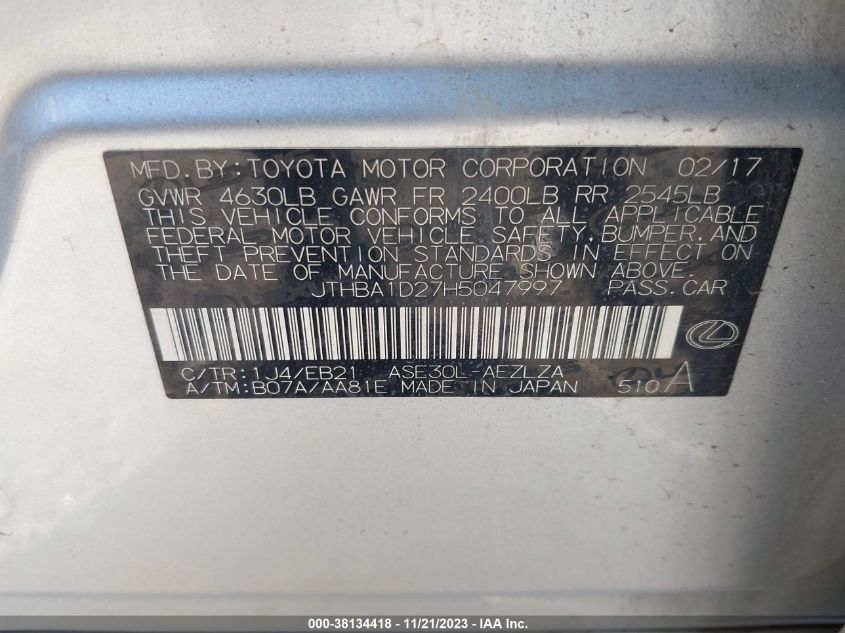 MFD.BY:TOYOTA MOTOR CORPORATION 02/17
GVWR 4630LB GAWR FR 2400LB RR 2545LB
THIS VEHICLE CONFORMS TO ALL APPLICABLE
FEDERAL MOTOR VEHICLE SAFETY,BUMPER,AND
THEFT PREVENTION STANDARDS IN EFFECT ON
THE DATE OF MANUFACTURE SHOWN ABOVE.
JTHBA1D27H5047997 PASS.CAR
C/TR:1J4/EB21 ASE30L-AEZLZA
A/TM:B07A/AA81E MADE IN JAPAN 510A
000-38134418 - 11/21/2023 - IAA, Inc.